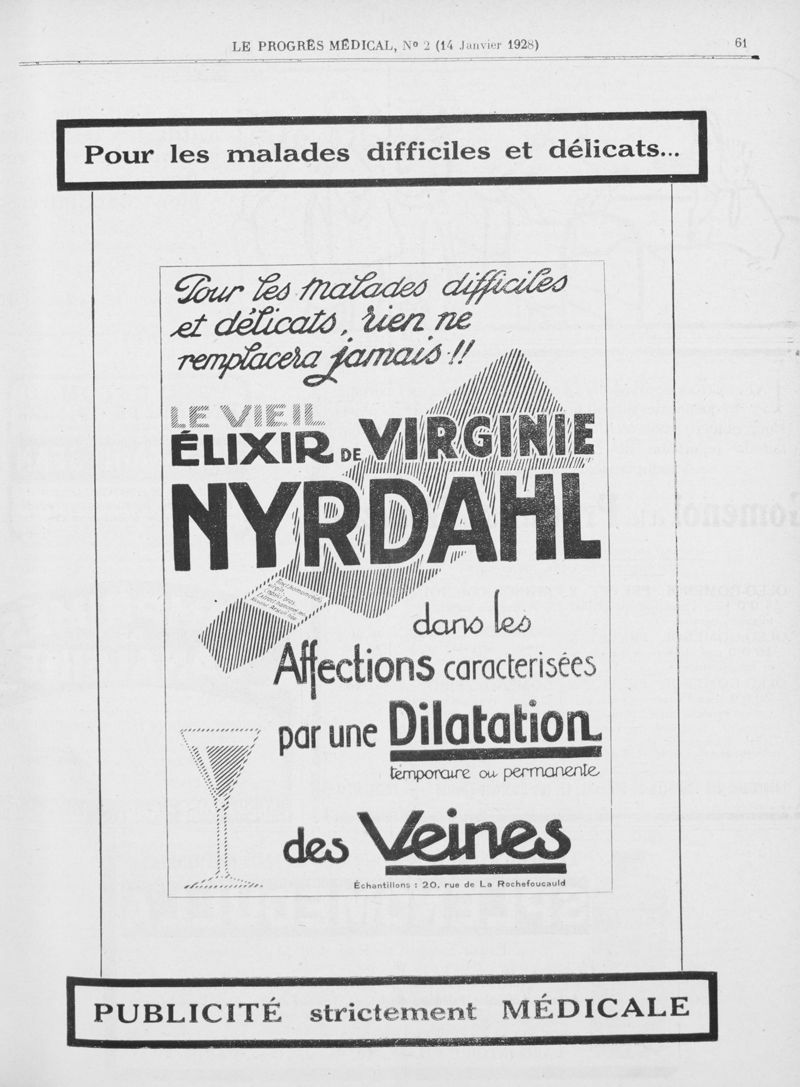 LE PROGRÈS MÉDICAL, Nº 2 (14 Janvier 1928)
61
Pour les malades difficiles et délicats...
Pour les malades difficiles
et délicats, rien ne
remplacera jamais!!
LE VIEIL
ÉLIXIR DE VIRGINIE
NYRDAHL
dans les
Affections caracterisées
par une Dilatation
temporaire ou permanente
des Veines
Échantillons : 20, rue de La Rochefoucauld
PUBLICITÉ strictement MÉDICALE